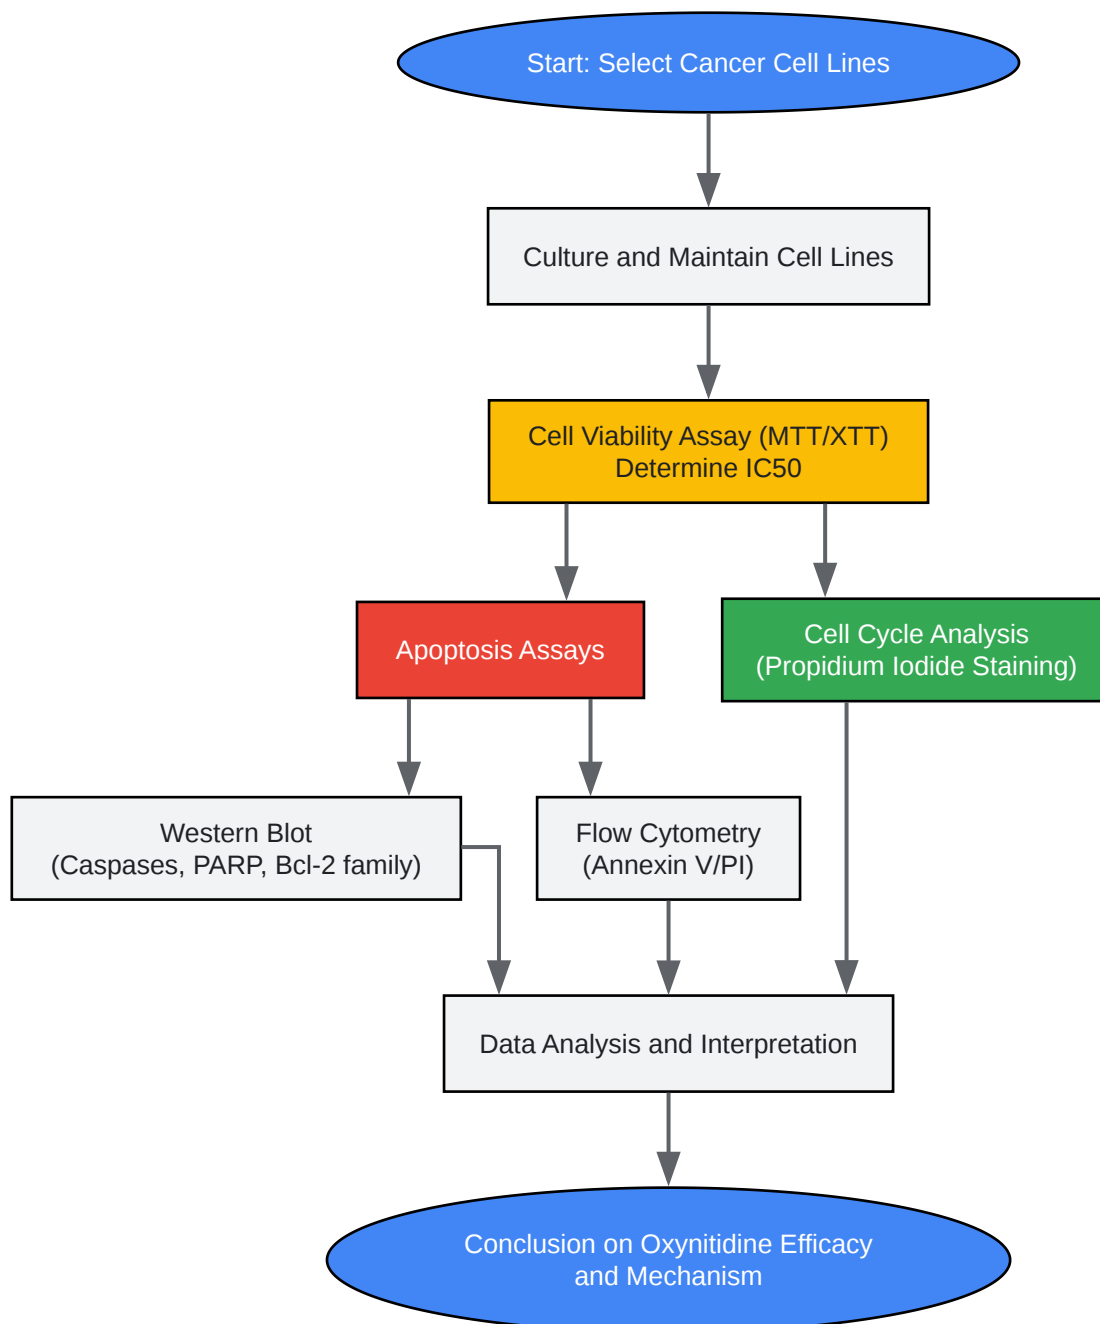 Start: Select Cancer Cell Lines
Culture and Maintain Cell Lines
Cell Viability Assay (MTT/XTT)
Determine IC50
Apoptosis Assays
Cell Cycle Analysis
(Propidium Iodide Staining)
Western Blot
(Caspases, PARP, Bcl-2 family)
Flow Cytometry
(Annexin V/PI)
Data Analysis and Interpretation
Conclusion on Oxynitidine Efficacy
and Mechanism